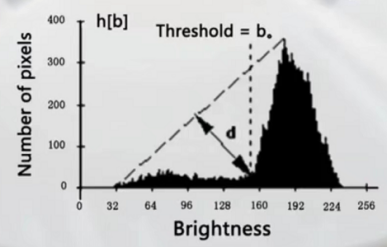 400
h[b]
Threshold = b•
Number of pixels
300
200
d
100
0
0 32 64 96 128 160 192 224 256
Brightness